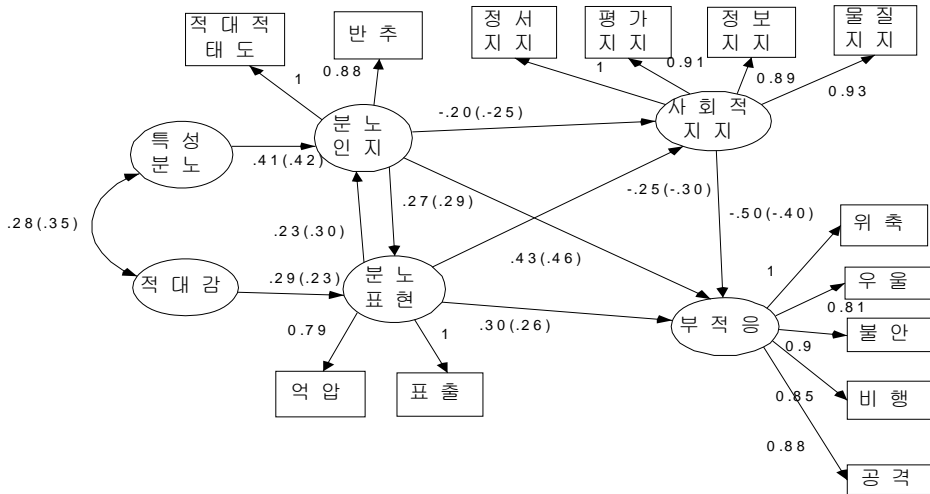 적대적
태도
반추
정서
지지
평가
지지
정보
지지
물질
지지
1
0.88
1
0.91
0.89
0.93
분노
인지
-.20(-.25)
사회적
지지
특성
분노
.41(.42)
.27(.29)
-.25(-.30)
-.50(-.40)
.28(.35)
.23(.30)
.43(.46)
위축
적대감
.29(.23)
분노
표현
1
우울
0.81
.30(.26)
부적응
불안
0.9
0.79
1
억압
표출
비행
0.85
0.88
공격